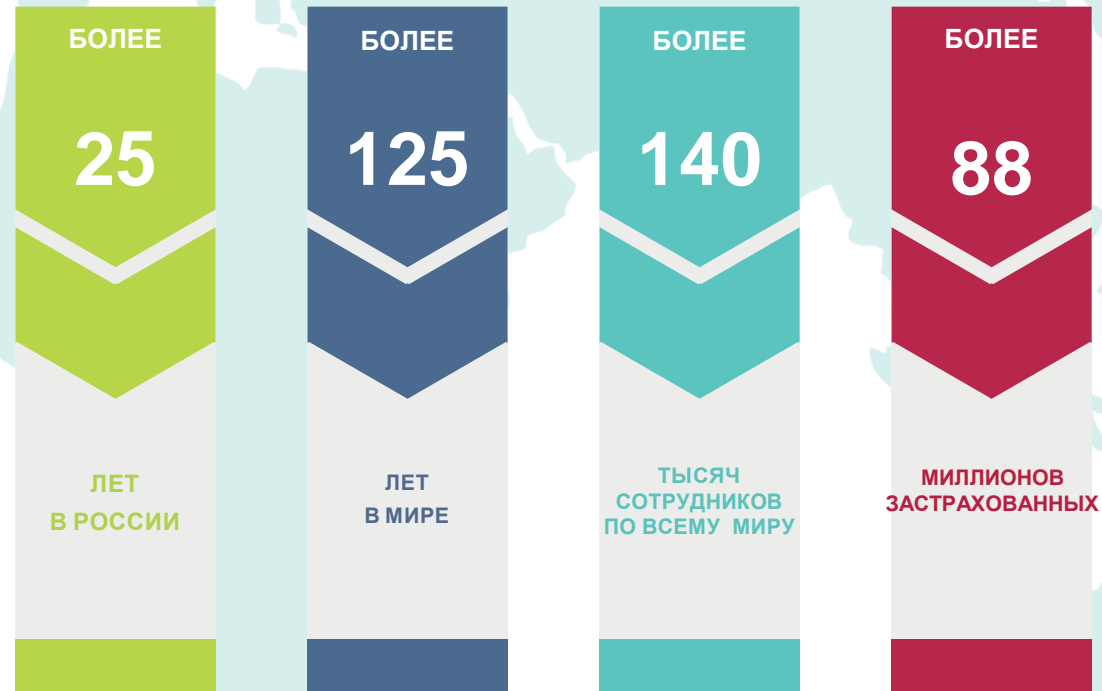 БОЛЕЕ
25
ЛЕТ
В РОССИИ
БОЛЕЕ
125
ЛЕТ
В МИРЕ
БОЛЕЕ
140
ТЫСЯЧ
СОТРУДНИКОВ
ПО ВСЕМУ МИРУ
БОЛЕЕ
88
МИЛЛИОНОВ
ЗАСТРАХОВАННЫХ